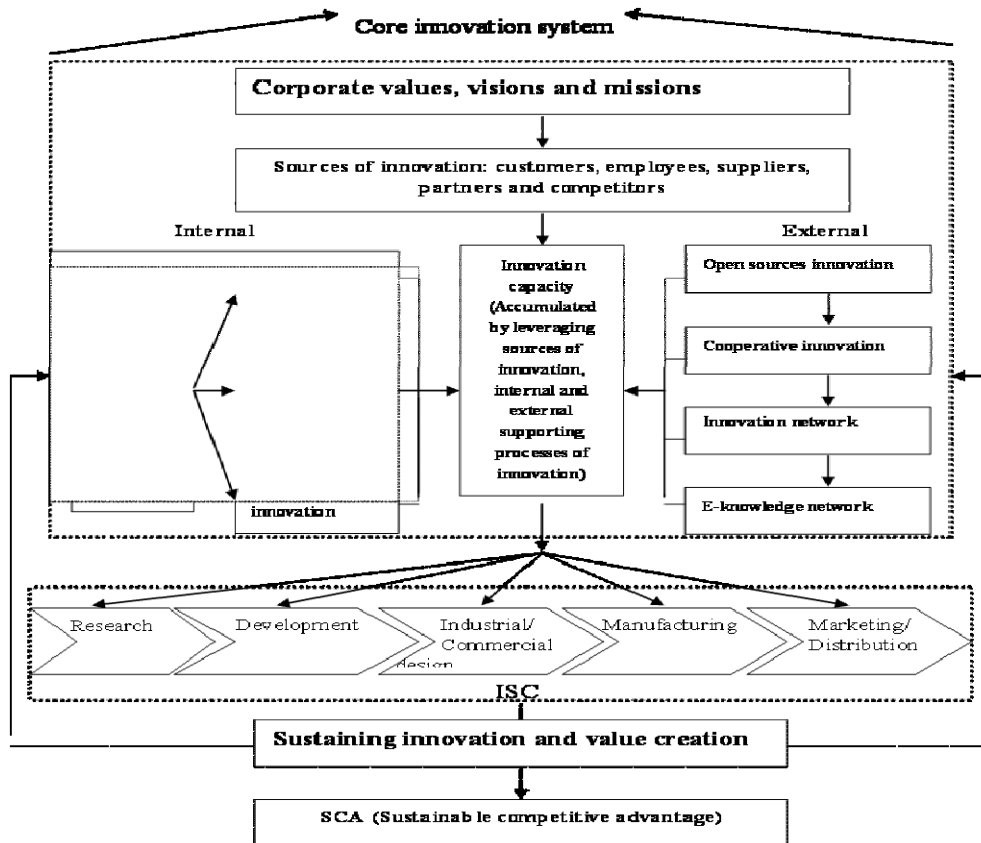 Core innovation system
Corporate values, visions and missions
Sources of innovation: customers, employees, suppliers,
partners and competitors
Internal
External
Innovation
capacity
(Accumulated
by leveraging
sources of
innovation,
internal and
external
supporting
processes of
innovation)
Open sources innovation
Cooperative innovation
Innovation network
E-knowledge network
innovation
Research
Development
Industrial/
Commercial
design
Manufacturing
Marketing/
Distribution
ISC
Sustaining innovation and value creation
SCA (Sustainable competitive advantage)